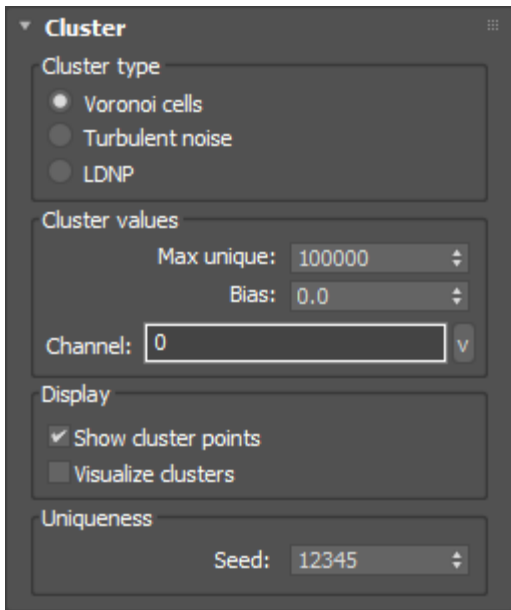 Cluster
Cluster type
Voronoi cells
Turbulent noise
LDNP
Cluster values
Max unique: 100000
Bias: 0.0
Channel: 0 v
Display
Show cluster points
Visualize clusters
Uniqueness
Seed: 12345